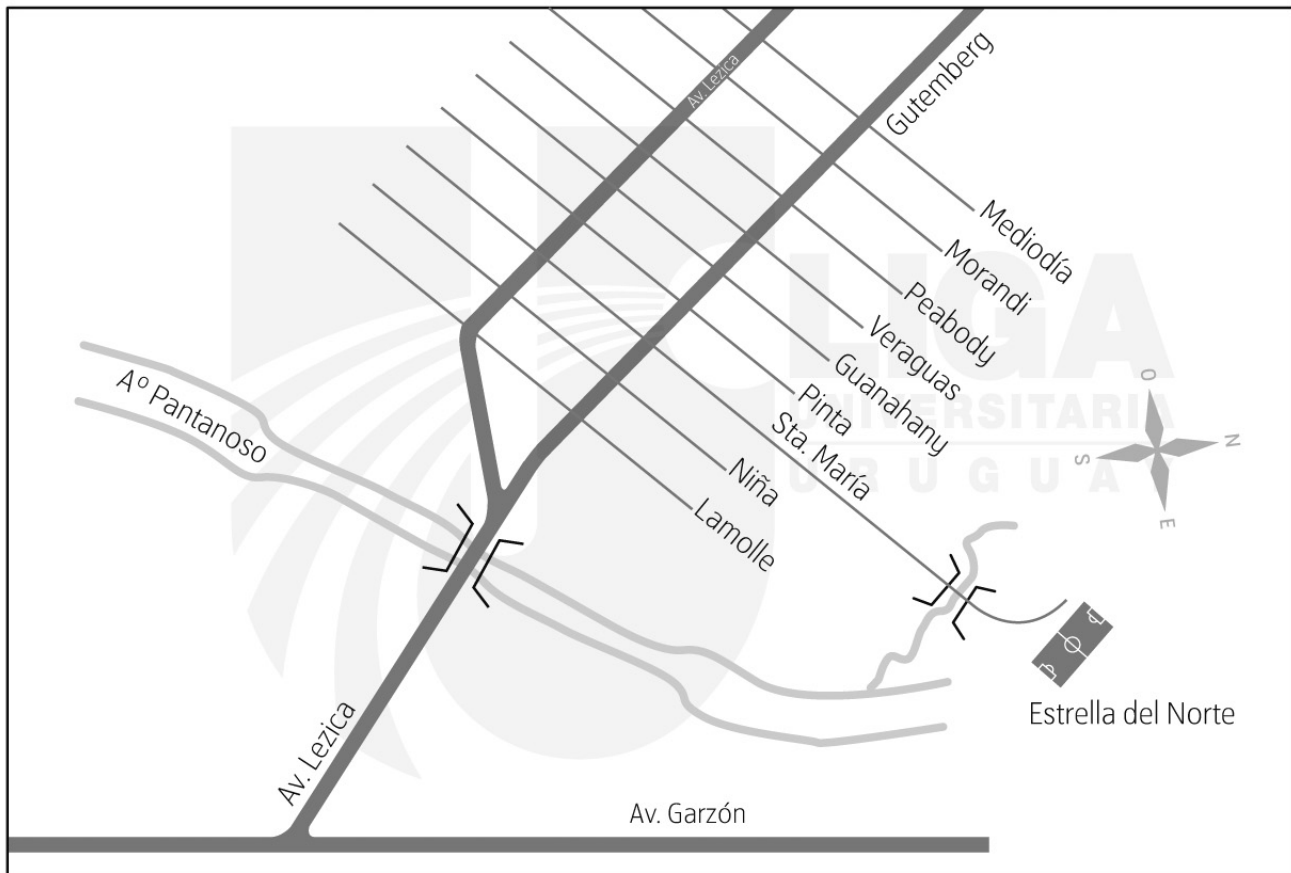 Av. Lezica
Gutemberg
Mediodía
Morandi
Peabody
Veraguas
Guanahany
Pinta
Sta. María
Niña
Lamolle
Aº Pantanoso
LIGA
UNIVERSITARIA
URUGUAY
O
N
S
E
Estrella del Norte
Av. Lezica
Av. Garzón